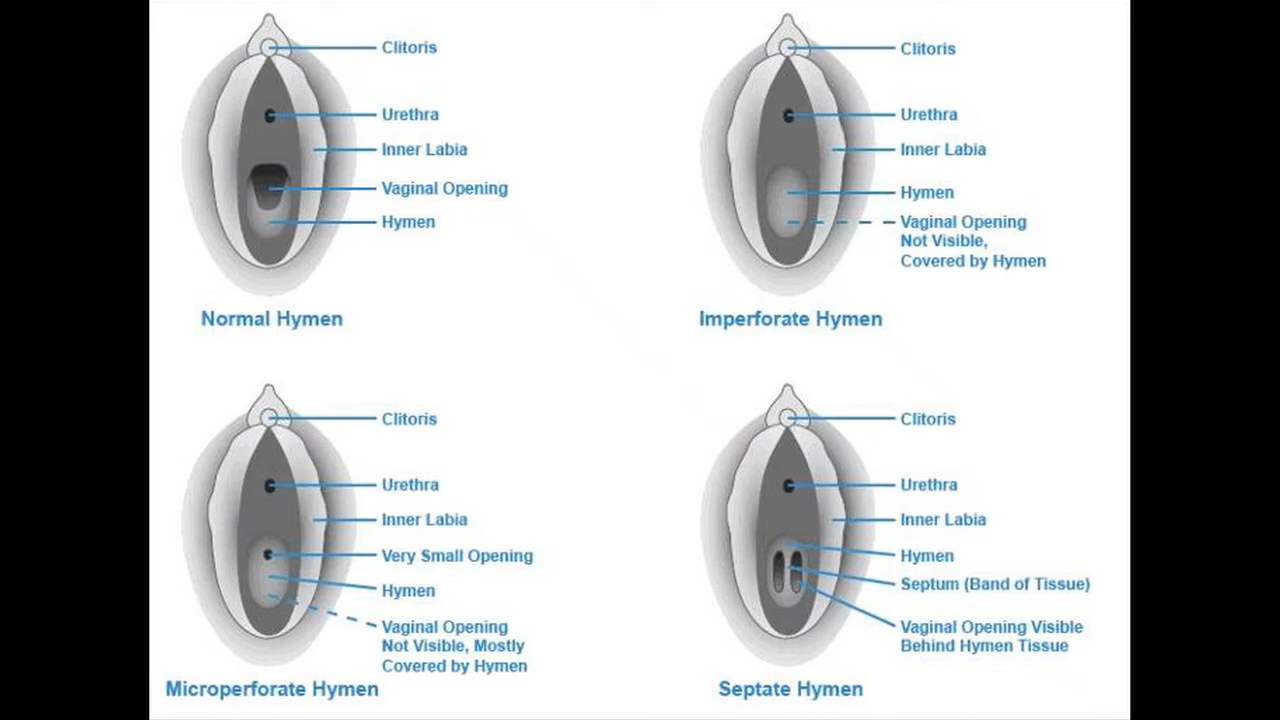 Clitoris
Urethra
Inner Labia
Vaginal Opening
Hymen
Normal Hymen
Clitoris
Urethra
Inner Labia
Hymen
Vaginal Opening
Not Visible,
Covered by Hymen
Imperforate Hymen
Clitoris
Urethra
Inner Labia
Very Small Opening
Hymen
Vaginal Opening
Not Visible, Mostly
Covered by Hymen
Microperforate Hymen
Clitoris
Urethra
Inner Labia
Hymen
Septum (Band of Tissue)
Vaginal Opening Visible
Behind Hymen Tissue
Septate Hymen